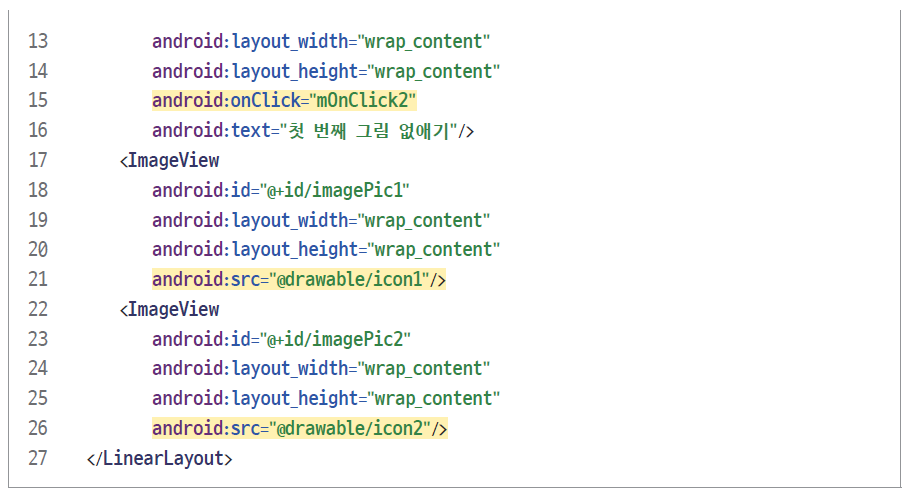 13 android:layout_width="wrap_content"
14 android:layout_height="wrap_content"
15 android:onClick="mOnClick2"
16 android:text="첫 번째 그림 없애기"/>
17 <ImageView
18 android:id="@+id/imagePic1"
19 android:layout_width="wrap_content"
20 android:layout_height="wrap_content"
21 android:src="@drawable/icon1"/>
22 <ImageView
23 android:id="@+id/imagePic2"
24 android:layout_width="wrap_content"
25 android:layout_height="wrap_content"
26 android:src="@drawable/icon2"/>
27 </LinearLayout>